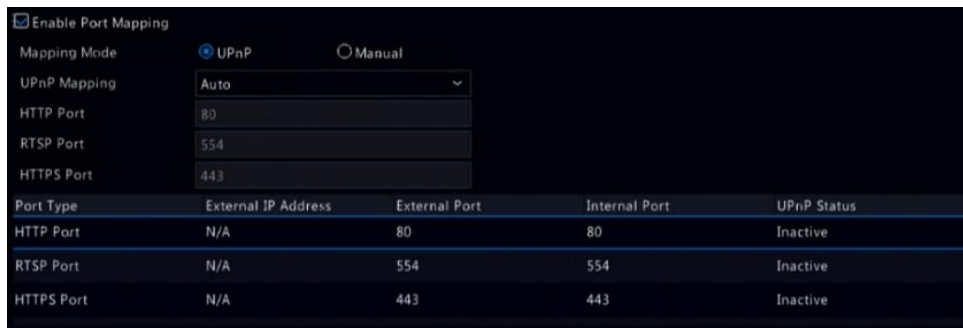 Enable Port Mapping
Mapping Mode UPnP Manual
UPnP Mapping Auto
HTTP Port 80
RTSP Port 554
HTTPS Port 443
Port Type External IP Address External Port Internal Port UPnP Status
HTTP Port N/A 80 80 Inactive
RTSP Port N/A 554 554 Inactive
HTTPS Port N/A 443 443 Inactive